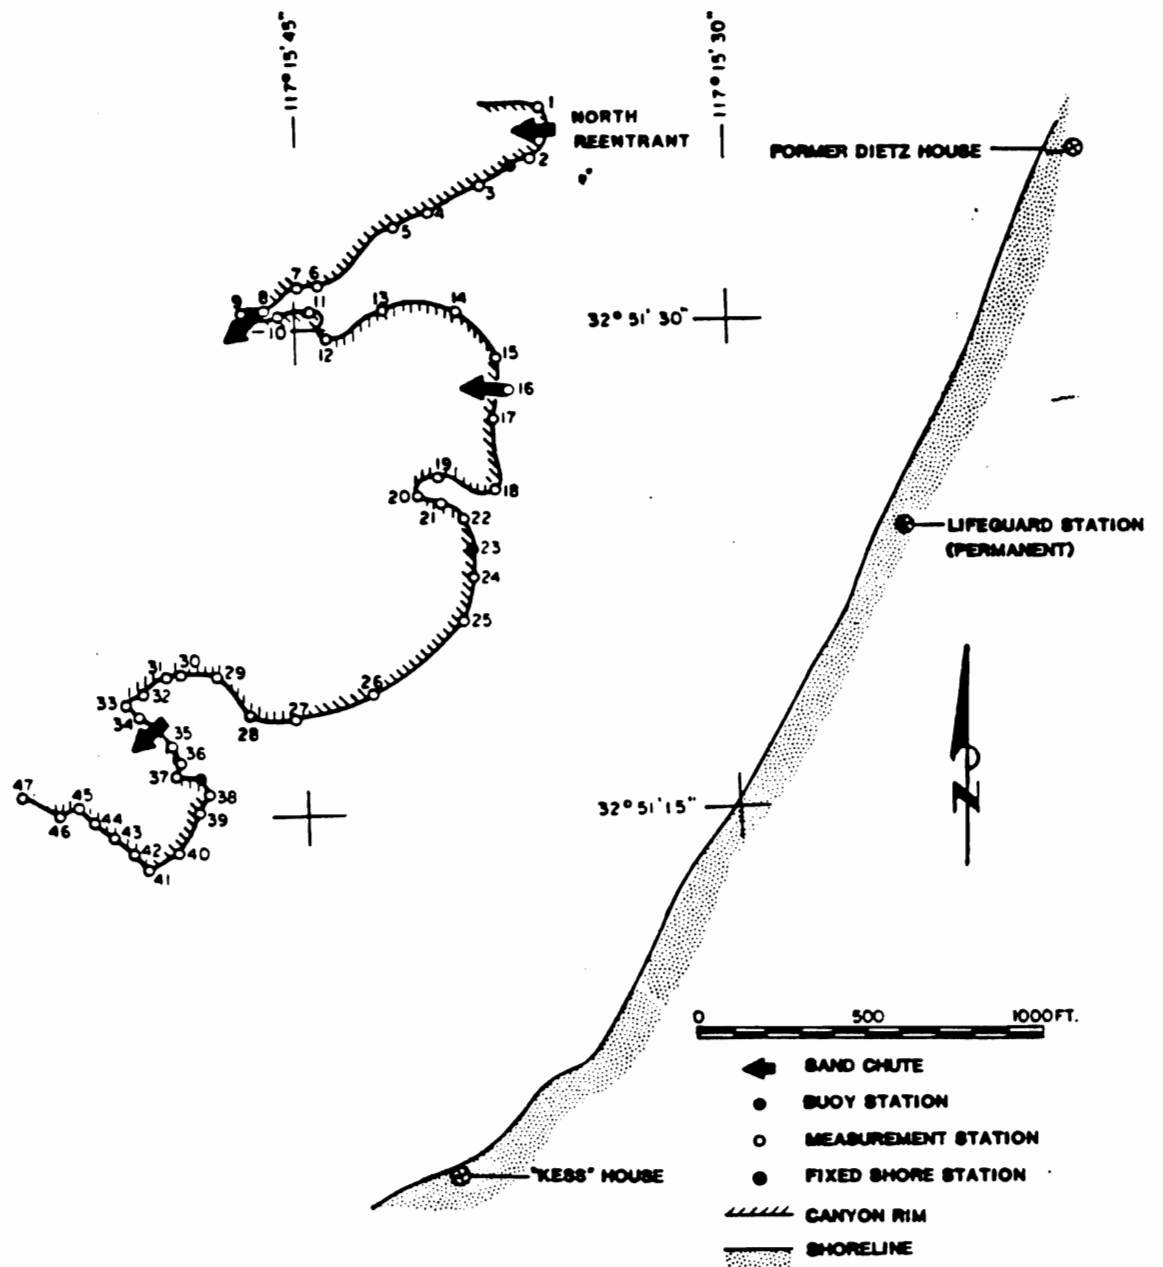 117° 15' 45"
117° 15' 30"
1
NORTH
REENTRANT
FORMER DIETZ HOUSE
2
3
4
5
7 6
9 8 11 13 14
32° 51' 30"
10
12
15
16
17
19
18
20
21 22
LIFEGUARD STATION
(PERMANENT)
23
24
25
31 30 29
26
33 32
34
28 27
35
36
37
47
45
38
32° 51' 15"
46 44
39
43
42 40
41
N
0 500 1000 FT.
SAND CHUTE
BUOY STATION
MEASUREMENT STATION
"KESS" HOUSE
FIXED SHORE STATION
CANYON RIM
SHORELINE